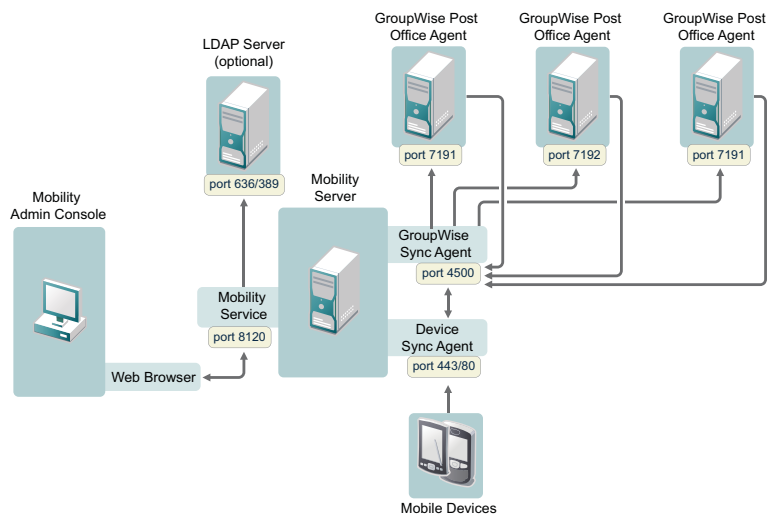 GroupWise Post
Office Agent
GroupWise Post
Office Agent
GroupWise Post
Office Agent
LDAP Server
(optional)
port 7191
port 7192
port 7191
port 636/389
Mobility
Server
Mobility
Admin Console
GroupWise
Sync Agent
port 4500
Mobility
Service
port 8120
Device
Sync Agent
port 443/80
Web Browser
Mobile Devices